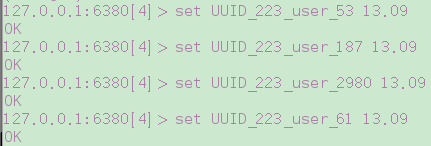 127.0.0.1:6380[4]> set UUID_223_user_53 13.09
OK
127.0.0.1:6380[4]> set UUID_223_user_187 13.09
OK
127.0.0.1:6380[4]> set UUID_223_user_2980 13.09
OK
127.0.0.1:6380[4]> set UUID_223_user_61 13.09
OK